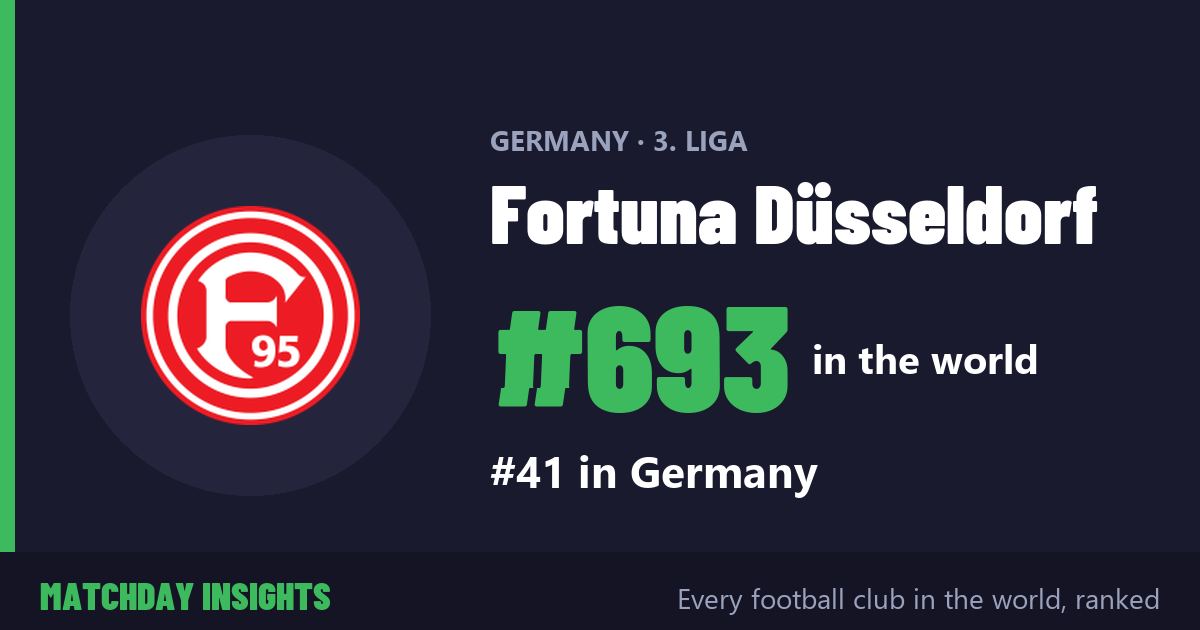 GERMANY · 3. LIGA
Fortuna Düsseldorf
F
95
#693 in the world
#41 in Germany
MATCHDAY INSIGHTS
Every football club in the world, ranked